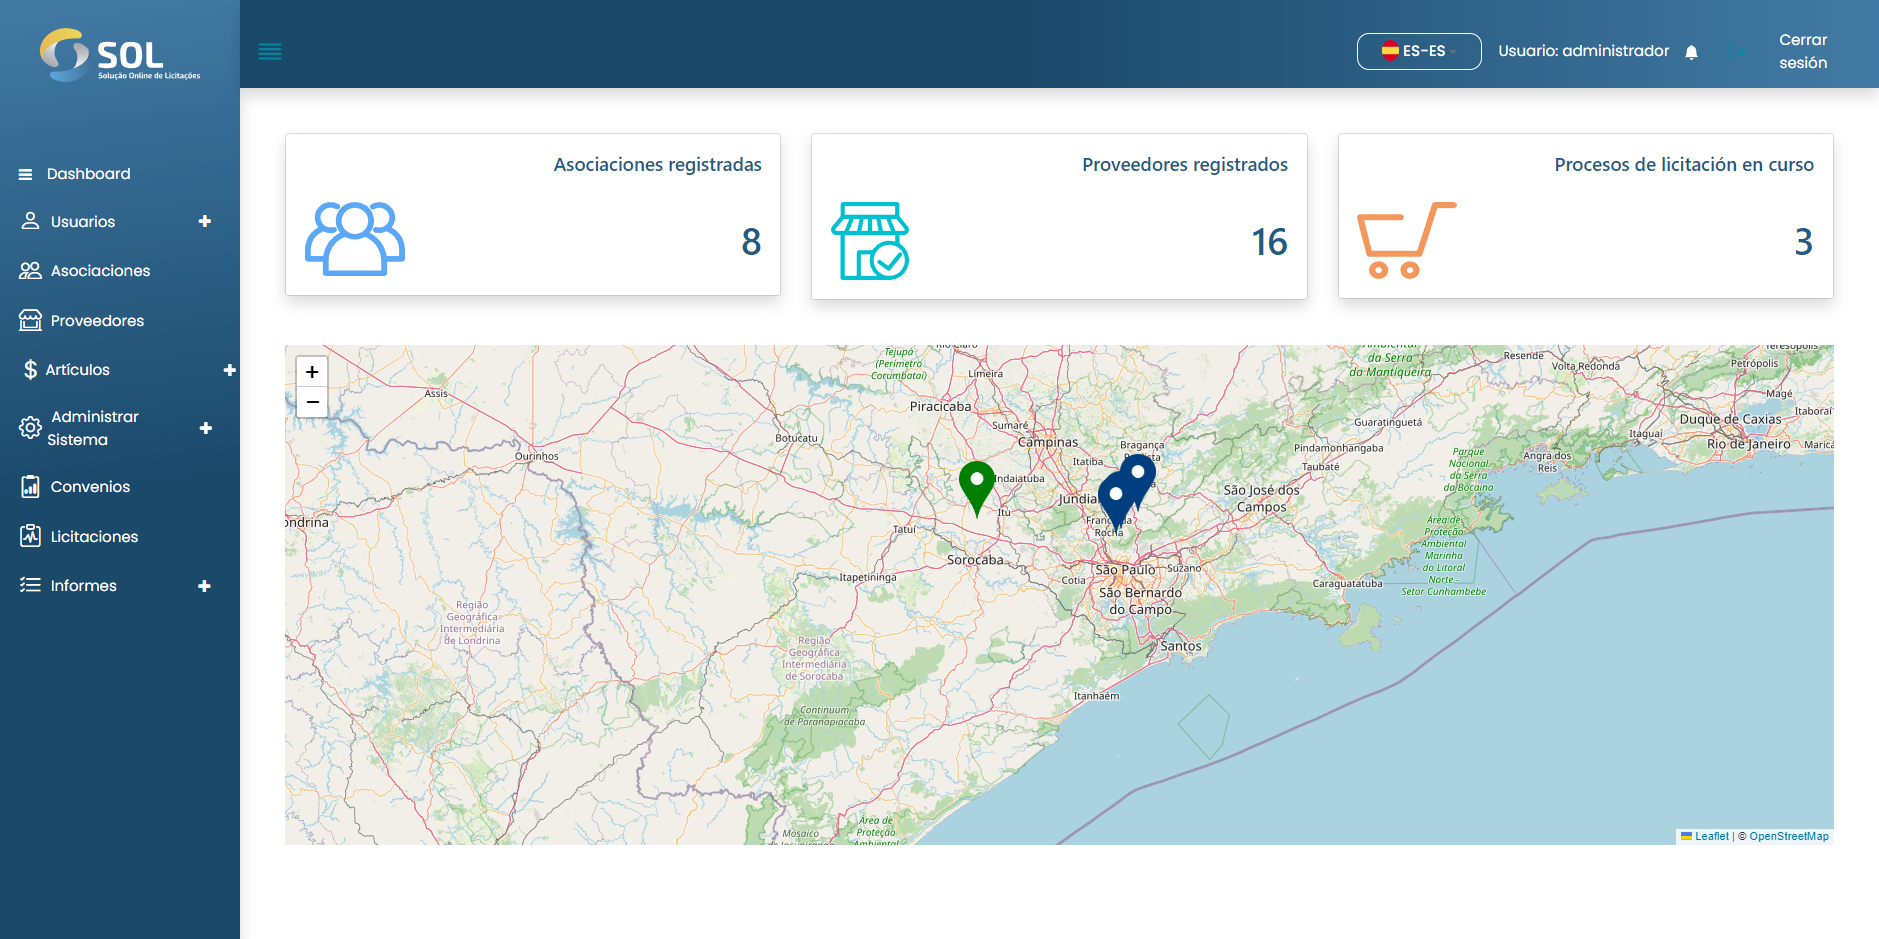 SOL
Solução Online de Licitações
ES-ES
Usuario: administrador
Cerrar
sesión
Dashboard
Usuarios
Asociaciones
Proveedores
Artículos
Administrar
Sistema
Convenios
Licitaciones
Informes
Asociaciones registradas
8
Proveedores registrados
16
Procesos de licitación en curso
3
+
−
Assis
Ourinhos
ondrina
Botucatu
Tejupá
(Perímetro
Corumbataí)
Rio Claro
Limeira
Piracicaba
Sumaré
Campinas
Bragança
Itatiba
Indaiatuba
Jundiaí
Itu
Tatuí
Sorocaba
Itapetininga
Rocha
Cotia
São Paulo
Suzano
São Bernardo
do Campo
Santos
Itanhaém
São José dos
Campos
Pindamonhangaba
Taubaté
Guaratinguetá
Ambiental
da Serra
da Mantiqueira
Resende
Volta Redonda
Teresópolis
Petrópolis
Magé
Itaboraí
Duque de Caxias
Rio de Janeiro
Marica
Itaguaí
Angra dos
Reis
Parque
Nacional
da Serra
da Bocaina
Área de
Proteção
Ambiental
Marinha
do Litoral
Norte -
Setor Cunhambebe
Caraguatatuba
Região
Geográfica
Intermediária
de Londrina
Região
Geográfica
Intermediária
de Sorocaba
Continuum
de Paranapiacaba
Mosaico
Área de
Proteção
Ambiental
Leaflet | © OpenStreetMap